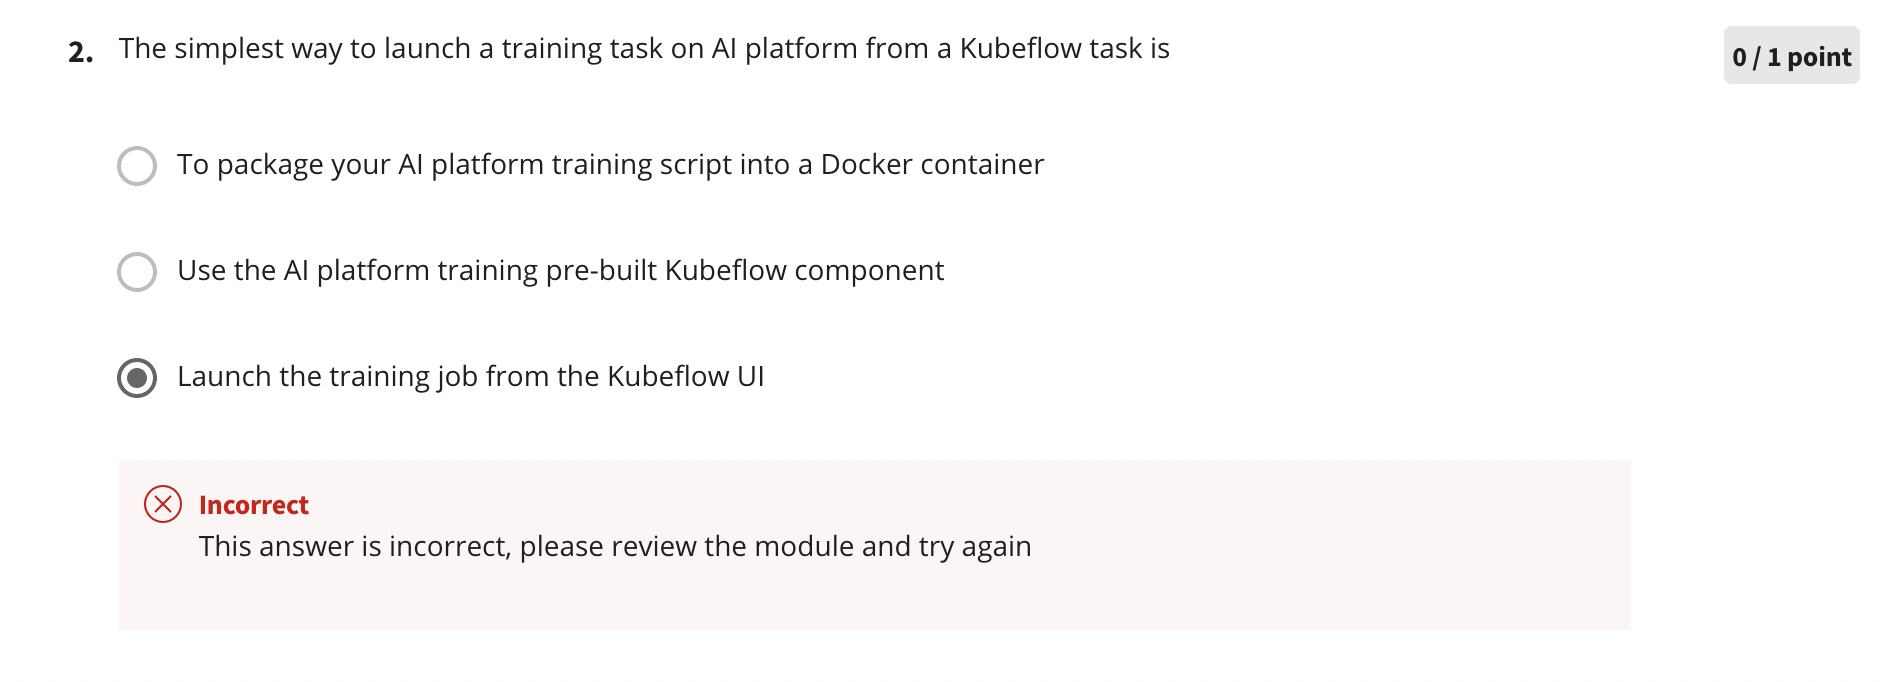 2. The simplest way to launch a training task on AI platform from a Kubeflow task is
0 / 1 point
To package your AI platform training script into a Docker container
Use the AI platform training pre-built Kubeflow component
Launch the training job from the Kubeflow UI
Incorrect
This answer is incorrect, please review the module and try again